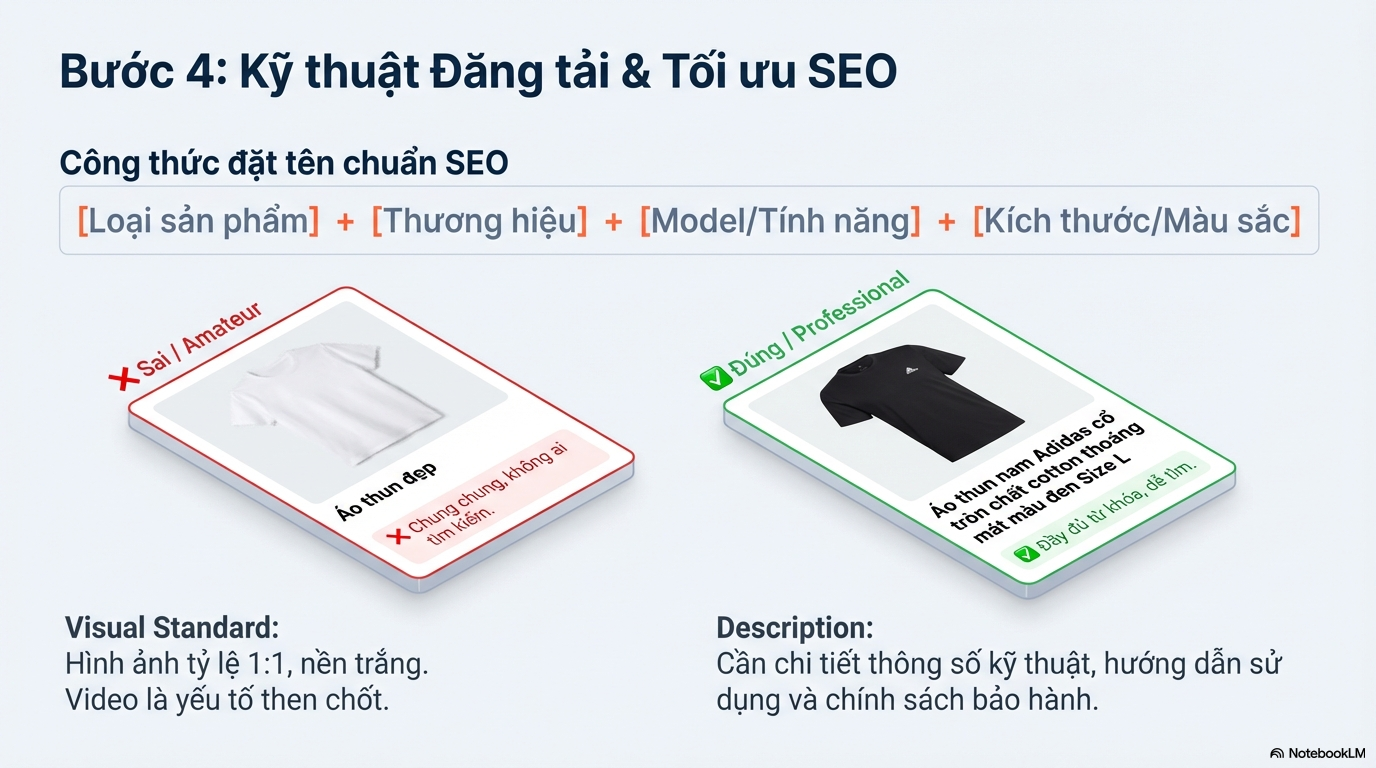 Bước 4: Kỹ thuật Đăng tải & Tối ưu SEO
Công thức đặt tên chuẩn SEO
[Loại sản phẩm] + [Thương hiệu] + [Model/Tính năng] + [Kích thước/Màu sắc]
❌ Sai / Amateur
Áo thun đẹp
❌ Chung chung, không ai
tìm kiếm.
✅ Đúng / Professional
Áo thun nam Adidas cổ
tròn chất cotton thoáng
mát màu đen Size L
✅ Đầy đủ từ khóa, dễ tìm.
Visual Standard:
Hình ảnh tỷ lệ 1:1, nền trắng.
Video là yếu tố then chốt.
Description:
Cần chi tiết thông số kỹ thuật, hướng dẫn sử
dụng và chính sách bảo hành.
NotebookLM